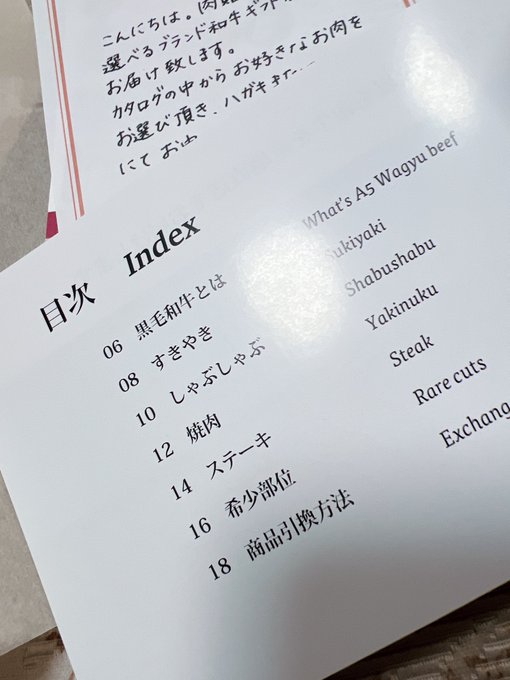 こんにちは。肉
選べるブランド和牛ギフト
お届け致します。
カタログの中からお好きなお肉を
お選び頂き、ハガキ
にて
目次 Index
06 黒毛和牛とは What's A5 Wagyu beef
08 すきやき Sukiyaki
10 しゃぶしゃぶ Shabushabu
12 焼肉 Yakinuku
14 ステーキ Steak
16 希少部位 Rare cuts
18 商品引換方法 Exchang